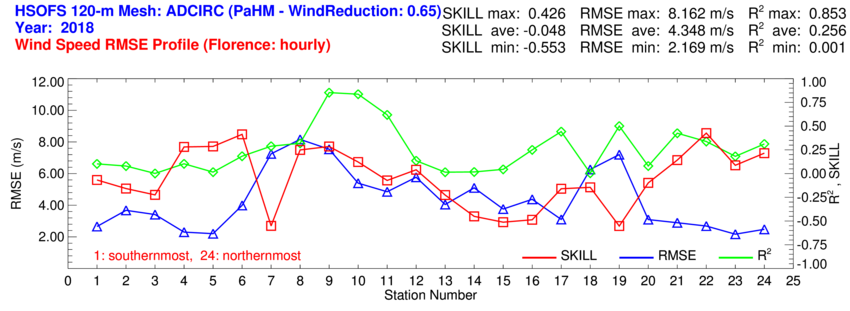 HSOFS 120-m Mesh: ADCIRC (PaHM - WindReduction: 0.65) SKILL max: 0.426 RMSE max: 8.162 m/s R² max: 0.853
Year: 2018 SKILL ave: -0.048 RMSE ave: 4.348 m/s R² ave: 0.256
Wind Speed RMSE Profile (Florence: hourly) SKILL min: -0.553 RMSE min: 2.169 m/s R² min: 0.001
12.00
10.00
8.00
6.00
4.00
2.00
RMSE (m/s)
1.00
0.75
0.50
0.25
0.00
-0.25
-0.50
-0.75
-1.00
R², SKILL
1: southernmost, 24: northernmost
SKILL RMSE R²
0 1 2 3 4 5 6 7 8 9 10 11 12 13 14 15 16 17 18 19 20 21 22 23 24 25
Station Number